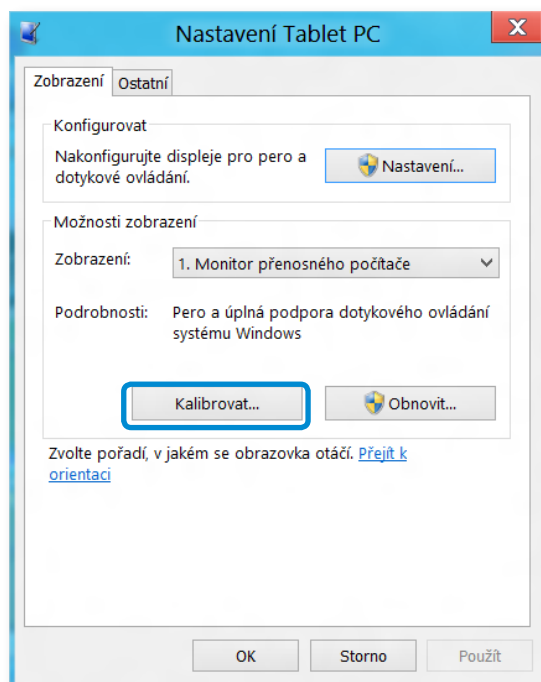 Nastavení Tablet PC
X
Zobrazení Ostatní
Konfigurovat
Nakonfigurujte displeje pro pero a
dotykové ovládání.
Nastavení...
Možnosti zobrazení
Zobrazení: 1. Monitor přenosného počítače
Podrobnosti: Pero a úplná podpora dotykového ovládání
systému Windows
Kalibrovat... Obnovit...
Zvolte pořadí, v jakém se obrazovka otáčí. Přejít k
orientaci
OK Storno Použít